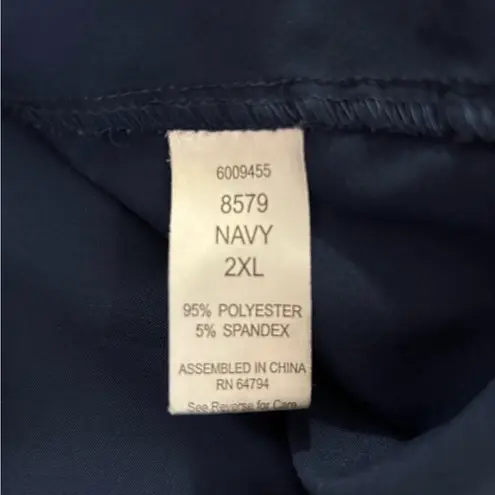 6009455
8579
NAVY
2XL
95% POLYESTER
5% SPANDEX
ASSEMBLED IN CHINA
RN 64794
See Reverse for Care